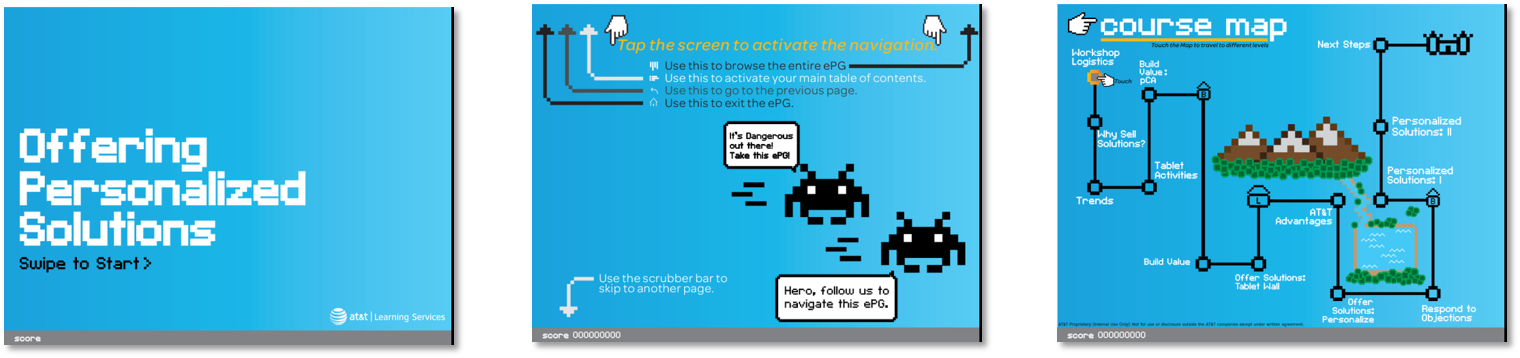 Offering
Personalized
Solutions
Swipe to Start>
at&t | Learning Services
score
Tap the screen to activate the navigation.
Use this to browse the entire ePG
Use this to activate your main table of contents.
Use this to go to the previous page.
Use this to exit the ePG.
It's Dangerous
out there!
Take this ePG!
Hero, follow us to
navigate this ePG.
Use the scrubber bar to
skip to another page.
score 000000000
course map
Touch the Map to travel to different levels
Workshop
Logistics
Touch
Build
Value:
pCA
B
Why Sell
Solutions?
Trends
Tablet
Activities
Build Value
Offer Solutions:
Tablet Wall
L
AT&T
Advantages
Offer
Solutions:
Personalize
Respond to
Objections
B
Personalized
Solutions: I
Personalized
Solutions: II
Next Steps
AT&T Proprietary (Internal Use Only) Not for use or disclosure outside the AT&T companies except under written agreement.
score 000000000